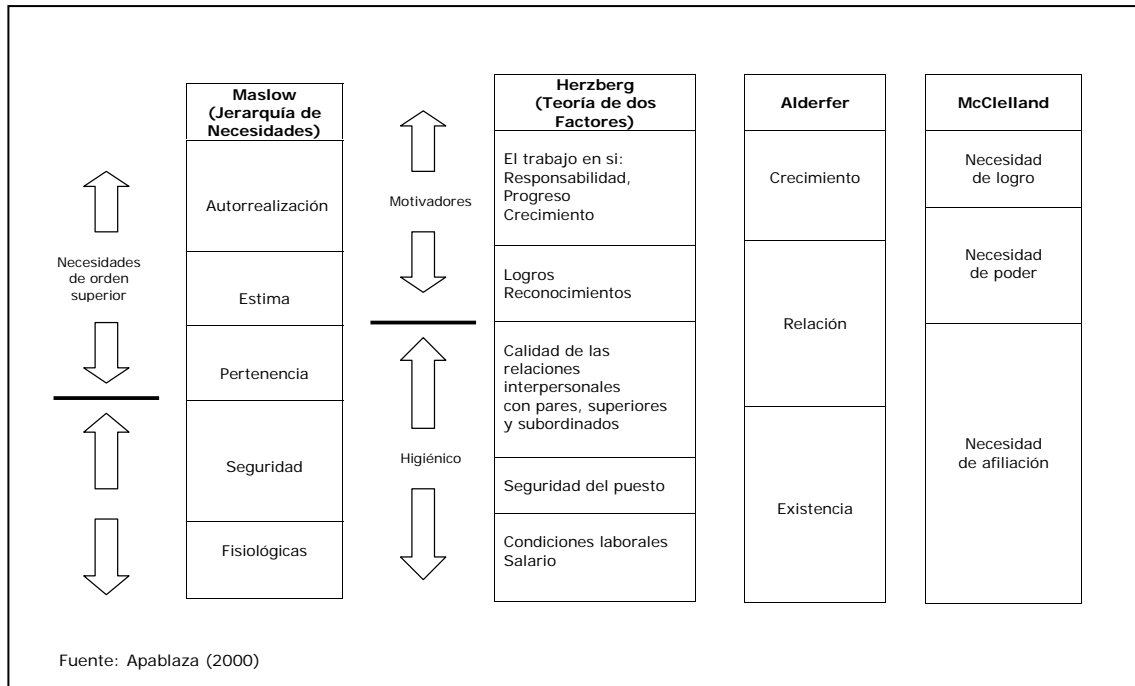 Maslow
(Jerarquía de
Necesidades)
Autorrealización
Estima
Pertenencia
Seguridad
Fisiológicas
Necesidades
de orden
superior
Motivadores
Higiénico
Herzberg
(Teoría de dos
Factores)
El trabajo en si:
Responsabilidad,
Progreso
Crecimiento
Logros
Reconocimientos
Calidad de las
relaciones
interpersonales
con pares, superiores
y subordinados
Seguridad del puesto
Condiciones laborales
Salario
Alderfer
Crecimiento
Relación
Existencia
McClelland
Necesidad
de logro
Necesidad
de poder
Necesidad
de afiliación
Fuente: Apablaza (2000)